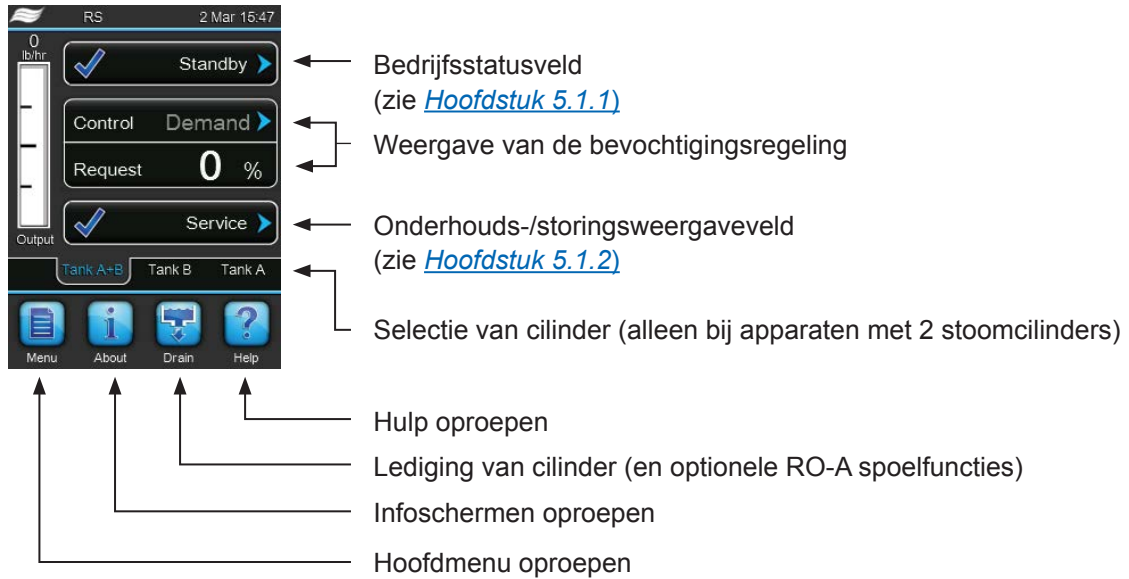 RS 2 Mar 15:47
0
lb/hr
Standby
Control Demand
Request 0 %
Service
Output
Tank A+B Tank B Tank A
Menu About Drain Help
Bedrijfsstatusveld
(zie Hoofdstuk 5.1.1)
Weergave van de bevochtigingsregeling
Onderhouds-/storingsweergaveveld
(zie Hoofdstuk 5.1.2)
Selectie van cilinder (alleen bij apparaten met 2 stoomcilinders)
Hulp oproepen
Lediging van cilinder (en optionele RO-A spoelfuncties)
Infoschermen oproepen
Hoofdmenu oproepen